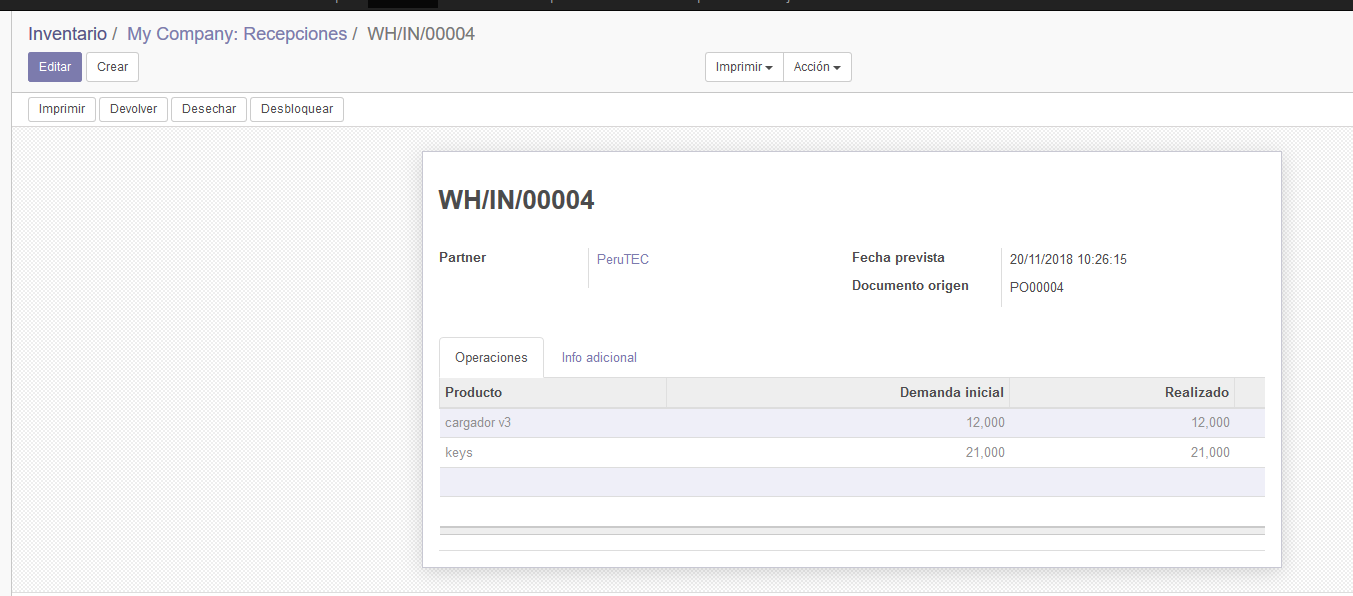 Inventario / My Company: Recepciones / WH/IN/00004
Editar Crear Imprimir Acción
Imprimir Devolver Desechar Desbloquear
WH/IN/00004
Partner PeruTEC Fecha prevista 20/11/2018 10:26:15
Documento origen PO00004
Operaciones Info adicional
Producto Demanda inicial Realizado
cargador v3 12,000 12,000
keys 21,000 21,000